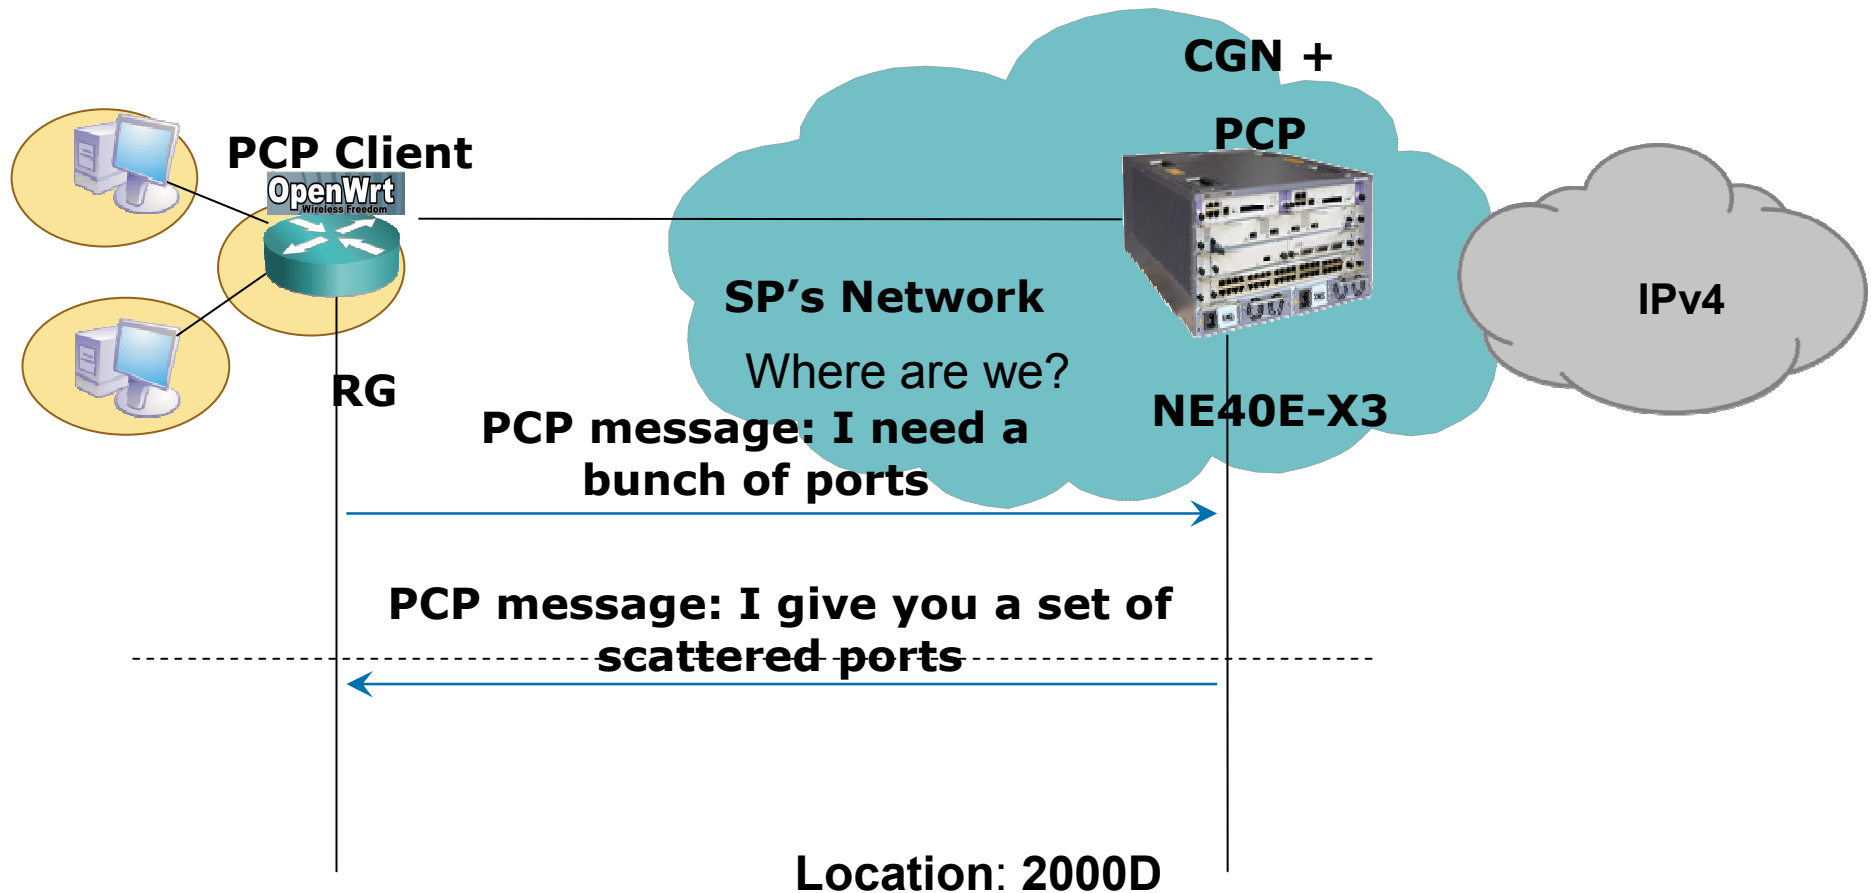 CGN +
PCP
PCP Client
OpenWrt
Wireless Freedom
SP’s Network
IPv4
Where are we?
RG
NE40E-X3
PCP message: I need a
bunch of ports
PCP message: I give you a set of
scattered ports
Location: 2000D